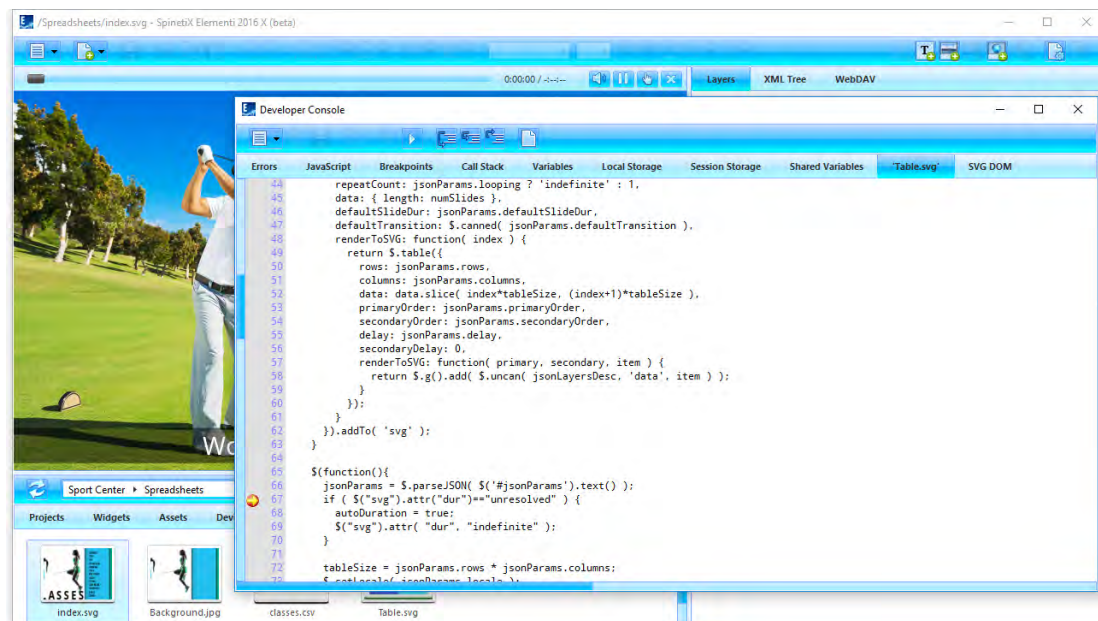 /Spreadsheets/index.svg - SpinetiX Elementi 2016 X (beta)
0:00:00 / -:--:--
Layers XML Tree WebDAV
Developer Console
Errors JavaScript Breakpoints Call Stack Variables Local Storage Session Storage Shared Variables 'Table.svg' SVG DOM
44 repeatCount: jsonParams.looping ? 'indefinite' : 1,
45 data: { length: numSlides },
46 defaultSlideDur: jsonParams.defaultSlideDur,
47 defaultTransition: $.canned( jsonParams.defaultTransition ),
48 renderToSVG: function( index ) {
49 return $.table({
50 rows: jsonParams.rows,
51 columns: jsonParams.columns,
52 data: data.slice( index*tableSize, (index+1)*tableSize ),
53 primaryOrder: jsonParams.primaryOrder,
54 secondaryOrder: jsonParams.secondaryOrder,
55 delay: jsonParams.delay,
56 secondaryDelay: 0,
57 renderToSVG: function( primary, secondary, item ) {
58 return $.g().add( $.uncan( jsonLayersDesc, 'data', item ) );
59 }
60 });
61 }
62 }).addTo( 'svg' );
63 }
64
65 $(function(){
66 jsonParams = $.parseJSON( $('#jsonParams').text() );
67 if ( $("svg").attr("dur")=="unresolved" ) {
68 autoDuration = true;
69 $("svg").attr( "dur", "indefinite" );
70 }
71
72 tableSize = jsonParams.rows * jsonParams.columns;
73 $.setLocale( jsonParams.locale );
Wo
Sport Center Spreadsheets
Projects Widgets Assets Dev
.ASSES
index.svg Background.jpg classes.csv Table.svg